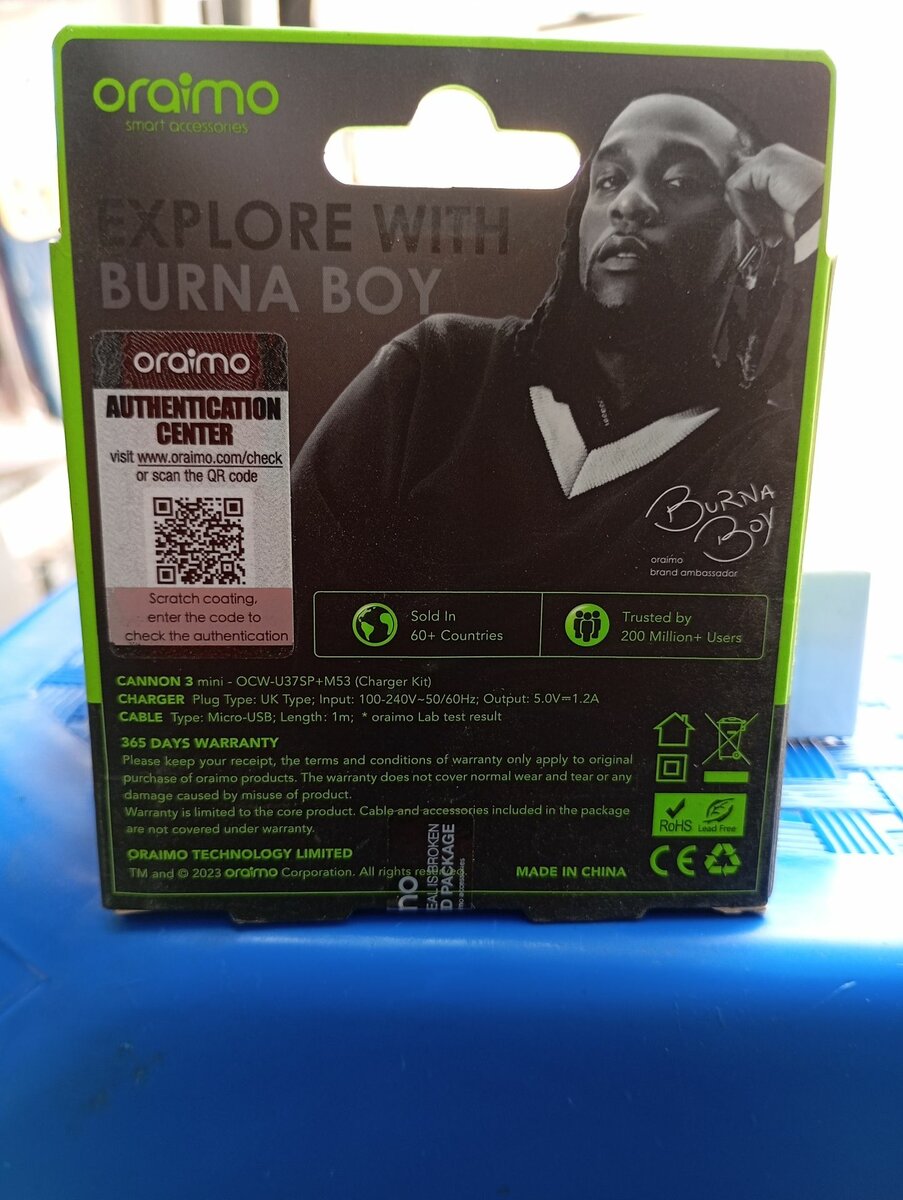 oraimo
smart accessories
EXPLORE WITH
BURNA BOY
oraimo
AUTHENTICATION
CENTER
visit www.oraimo.com/check
or scan the QR code
Scratch coating,
enter the code to
check the authentication
BURNA
BOY
oraimo
brand ambassador
Sold In
60+ Countries
Trusted by
200 Million+ Users
CANNON 3 mini - OCW-U37SP+M53 (Charger Kit)
CHARGER Plug Type: UK Type; Input: 100-240V~50/60Hz; Output: 5.0V⎓1.2A
CABLE Type: Micro-USB; Length: 1m; * oraimo Lab test result
365 DAYS WARRANTY
Please keep your receipt, the terms and conditions of warranty only apply to original
purchase of oraimo products. The warranty does not cover normal wear and tear or any
damage caused by misuse of product.
Warranty is limited to the core product. Cable and accessories included in the package
are not covered under warranty.
RoHS Lead Free
ORAIMO TECHNOLOGY LIMITED
TM and © 2023 oraimo Corporation. All rights rese
MADE IN CHINA
CE
no
EAL IS BROKEN
D PACKAGE